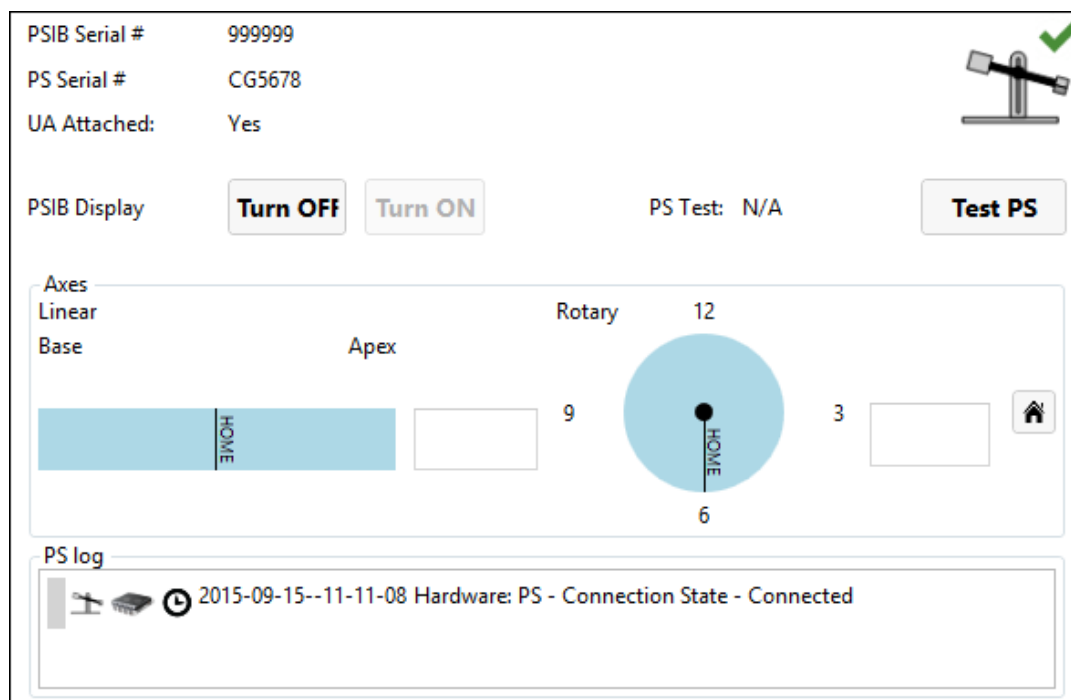 PSIB Serial # 999999
PS Serial # CG5678
UA Attached: Yes
PSIB Display Turn OFF Turn ON PS Test: N/A Test PS
Axes
Linear Rotary 12
Base Apex
HOME 9 HOME 3
6
PS log
2015-09-15--11-11-08 Hardware: PS - Connection State - Connected